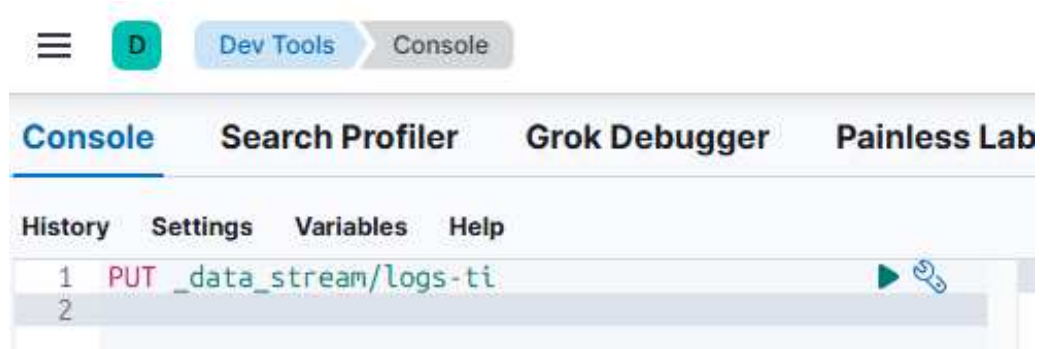 D Dev Tools Console
Console Search Profiler Grok Debugger Painless Lab
History Settings Variables Help
1 PUT _data_stream/logs-ti
2